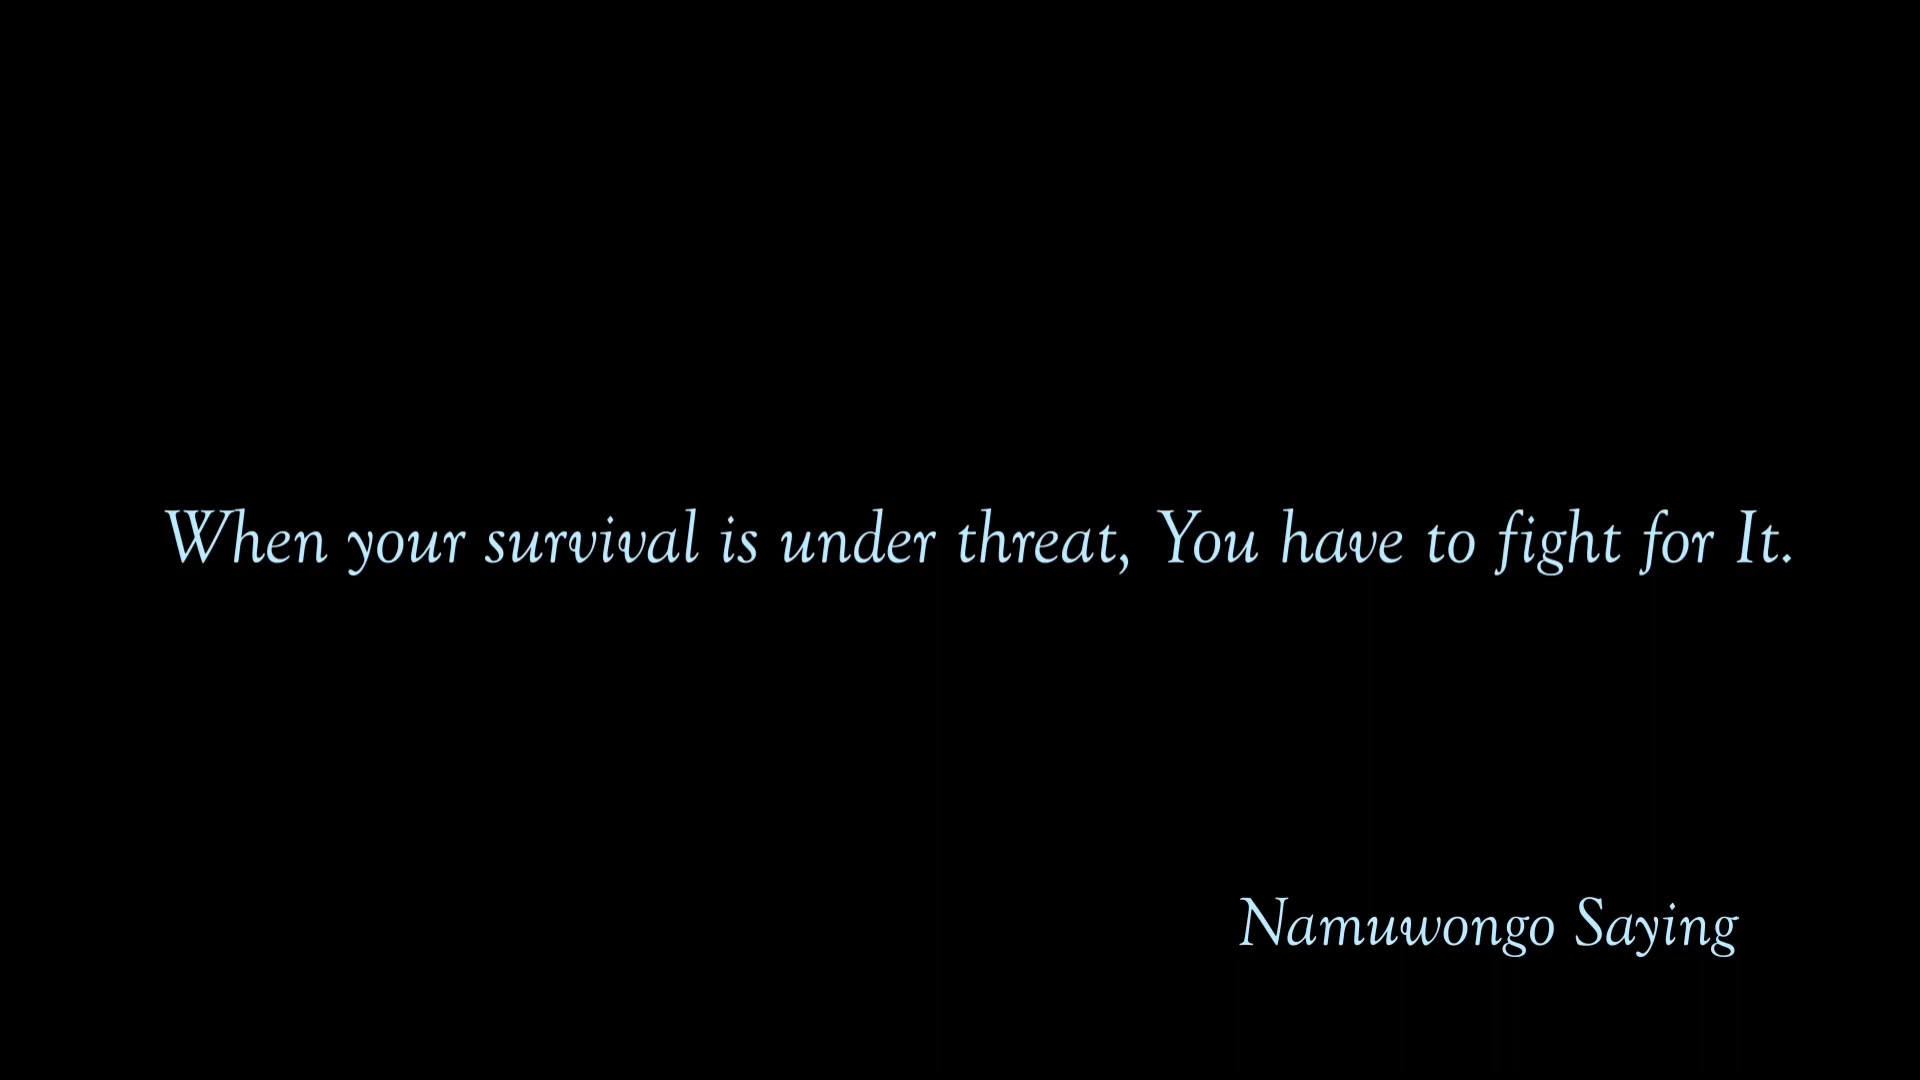 When your survival is under threat, You have to fight for It.
Namuwongo Saying